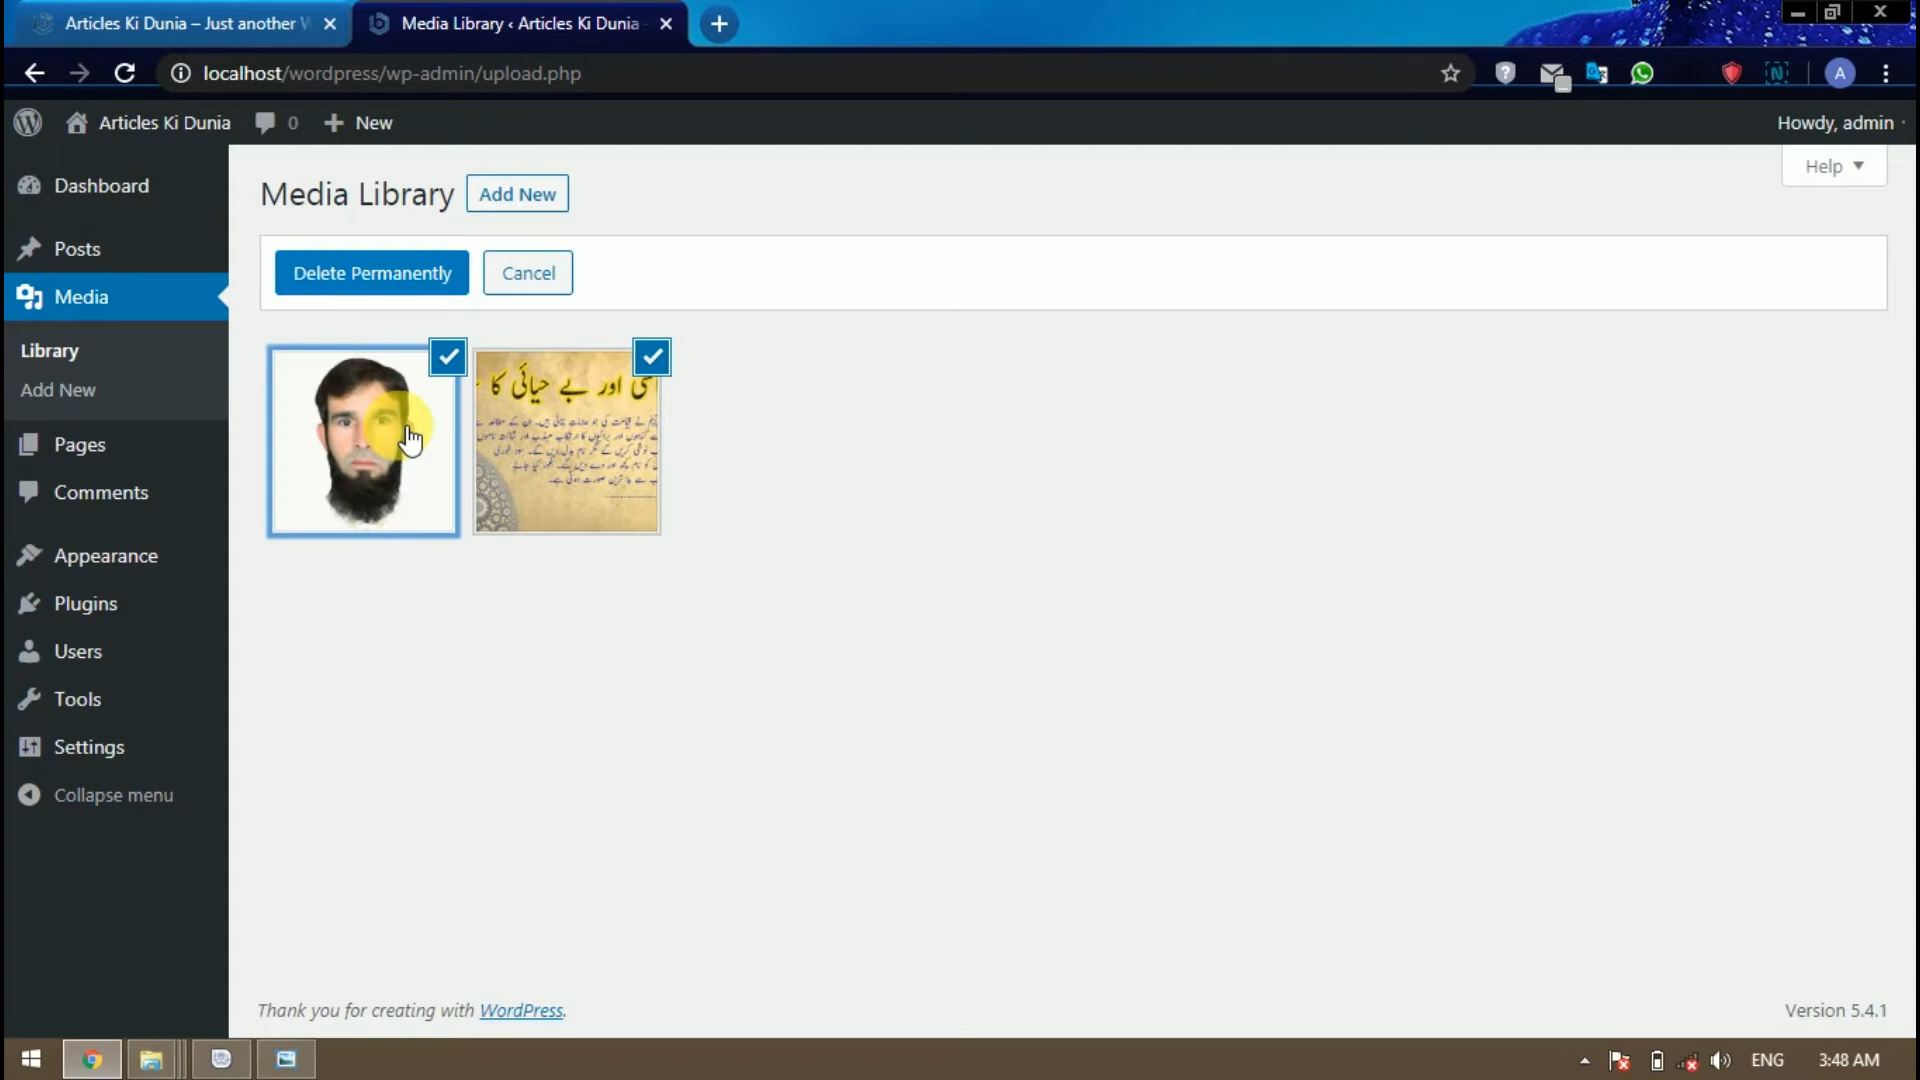 Articles Ki Dunia – Just another W
Media Library ‹ Articles Ki Dunia
localhost/wordpress/wp-admin/upload.php
A
Articles Ki Dunia
0
New
Howdy, admin
Dashboard
Posts
Media
Library
Add New
Pages
Comments
Appearance
Plugins
Users
Tools
Settings
Collapse menu
Media Library
Add New
Help
Delete Permanently
Cancel
اور بے حیائی کا
Thank you for creating with WordPress.
Version 5.4.1
ENG
3:48 AM